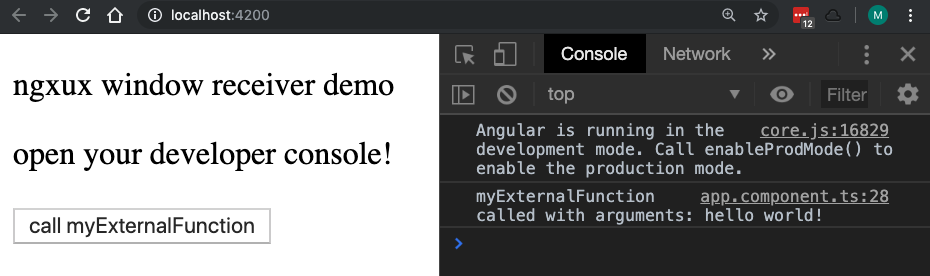 localhost:4200
12
M
ngxux window receiver demo
open your developer console!
call myExternalFunction
Console
Network
top
Filter
Angular is running in the core.js:16829
development mode. Call enableProdMode() to
enable the production mode.
myExternalFunction app.component.ts:28
called with arguments: hello world!